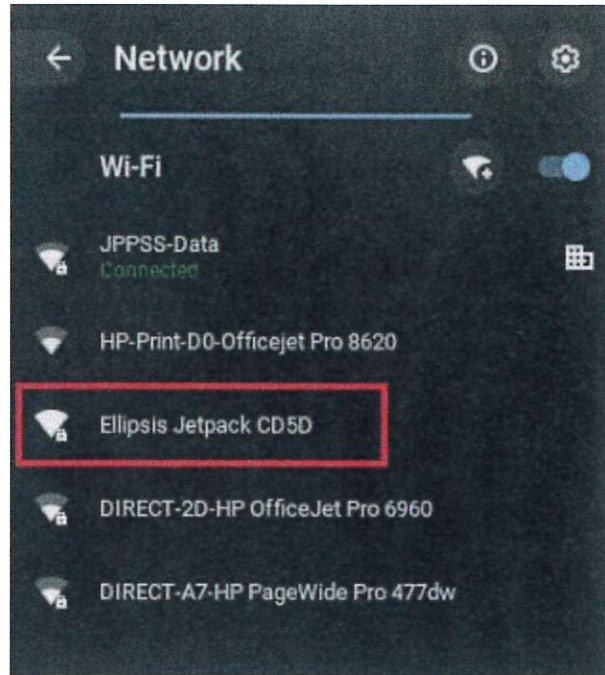 Network
Wi-Fi
JPPSS-Data
Connected
HP-Print-D0-Officejet Pro 8620
Ellipsis Jetpack CD5D
DIRECT-2D-HP OfficeJet Pro 6960
DIRECT-A7-HP PageWide Pro 477dw